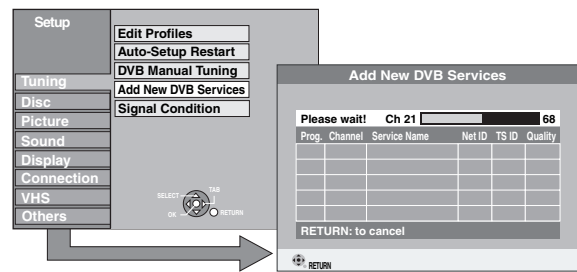 Setup
Edit Profiles
Auto-Setup Restart
DVB Manual Tuning
Add New DVB Services
Signal Condition
Tuning
Disc
Picture
Sound
Display
Connection
VHS
Others
SELECT
TAB
OK
RETURN
Add New DVB Services
Please wait! Ch 21 68
Prog. Channel Service Name Net ID TS ID Quality
RETURN: to cancel
RETURN